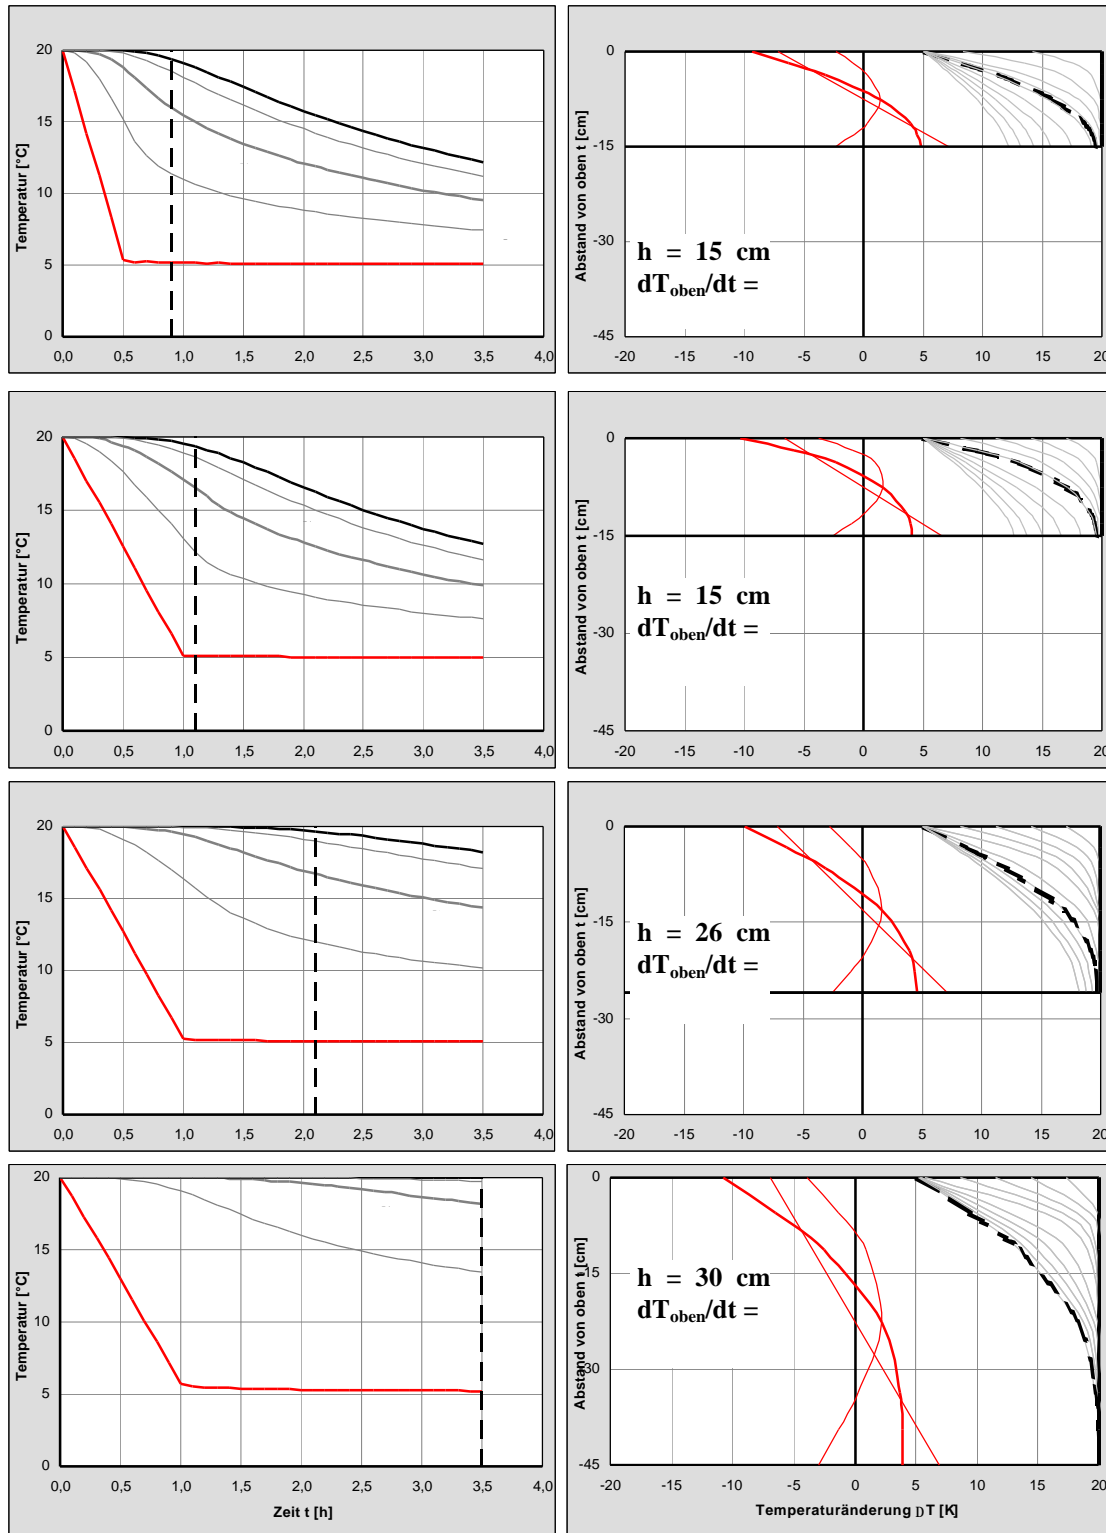 20
15
10
5
0
Temperatur [°C]
0,0 0,5 1,0 1,5 2,0 2,5 3,0 3,5 4,0
0
-15
-30
-45
Abstand von oben t [cm]
h = 15 cm
dToben/dt =
-20 -15 -10 -5 0 5 10 15 20
20
15
10
5
0
Temperatur [°C]
0,0 0,5 1,0 1,5 2,0 2,5 3,0 3,5 4,0
0
-15
-30
-45
Abstand von oben t [cm]
h = 15 cm
dToben/dt =
-20 -15 -10 -5 0 5 10 15 20
20
15
10
5
0
Temperatur [°C]
0,0 0,5 1,0 1,5 2,0 2,5 3,0 3,5 4,0
0
-15
-30
-45
Abstand von oben t [cm]
h = 26 cm
dToben/dt =
-20 -15 -10 -5 0 5 10 15 20
20
15
10
5
0
Temperatur [°C]
0,0 0,5 1,0 1,5 2,0 2,5 3,0 3,5 4,0
Zeit t [h]
0
-15
-30
-45
Abstand von oben t [cm]
h = 30 cm
dToben/dt =
-20 -15 -10 -5 0 5 10 15 20
Temperaturänderung DT [K]